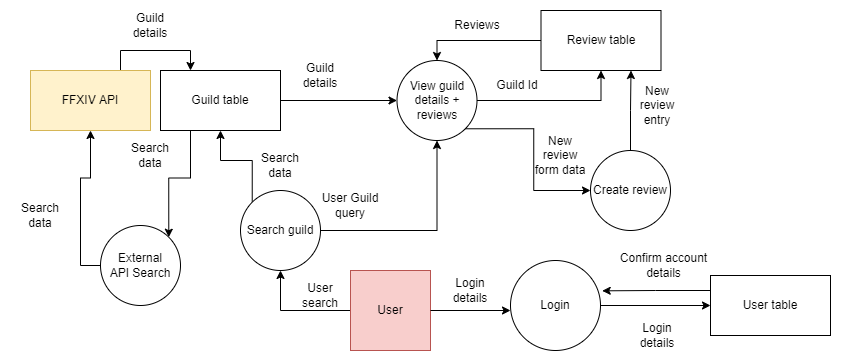 Guild
details
Reviews
Review table
FFXIV API
Guild table
Guild
details
View guild
details +
reviews
Guild Id
New
review
entry
Search
data
Search
data
New
review
form data
Create review
Search
data
User Guild
query
Search guild
External
API Search
User
search
User
Login
details
Login
Confirm account
details
User table
Login
details